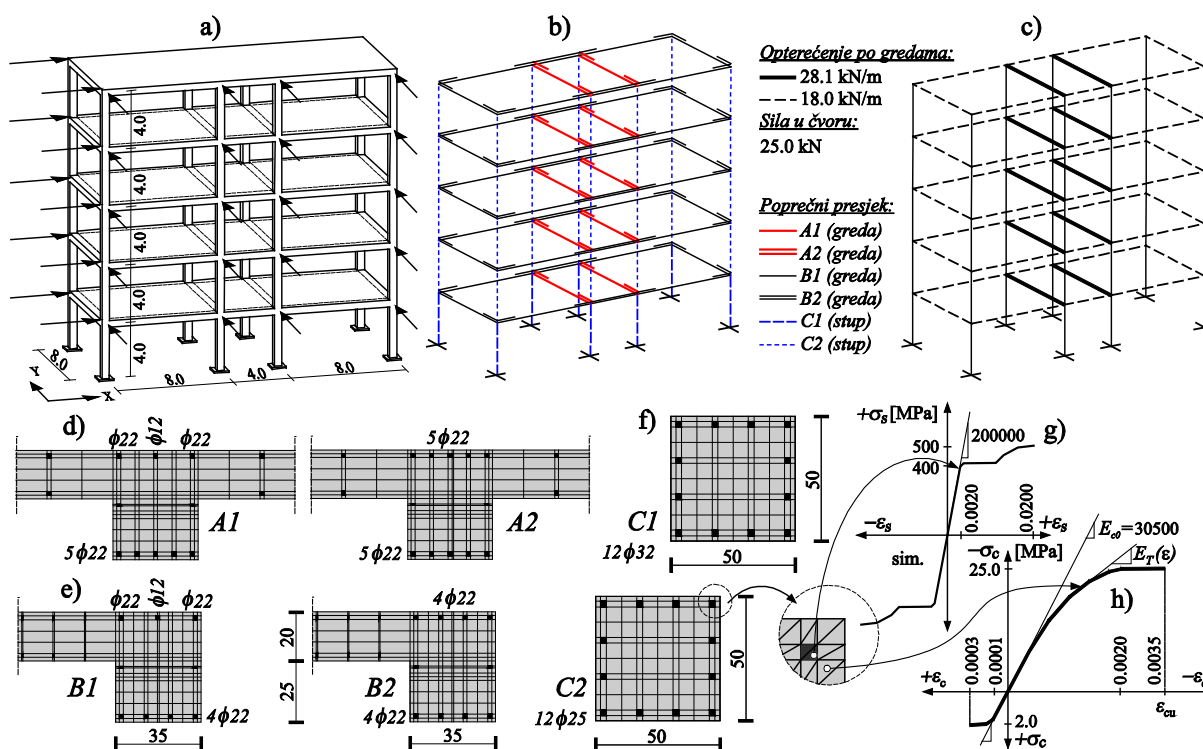 a)
4.0
4.0
4.0
4.0
4.0
8.0
Y
X
8.0
4.0
8.0
b)
Opterećenje po gredama:
28.1 kN/m
18.0 kN/m
Sila u čvoru:
25.0 kN
Poprečni presjek:
A1 (greda)
A2 (greda)
B1 (greda)
B2 (greda)
C1 (stup)
C2 (stup)
c)
d)
ϕ22
ϕ12
ϕ22
A1
5ϕ22
5ϕ22
A2
5ϕ22
e)
ϕ22
ϕ12
ϕ22
B1
4ϕ22
35
20
25
4ϕ22
B2
4ϕ22
35
f)
C1
12ϕ32
50
50
C2
12ϕ25
50
50
g)
+σs [MPa]
200000
500
400
0.0020
0.0200
−εs
+εs
sim.
h)
−σc [MPa]
Ec0=30500
ET(ε)
25.0
0.0003
0.0001
0.0020
0.0035
+εc
−εc
εcu
2.0
+σc